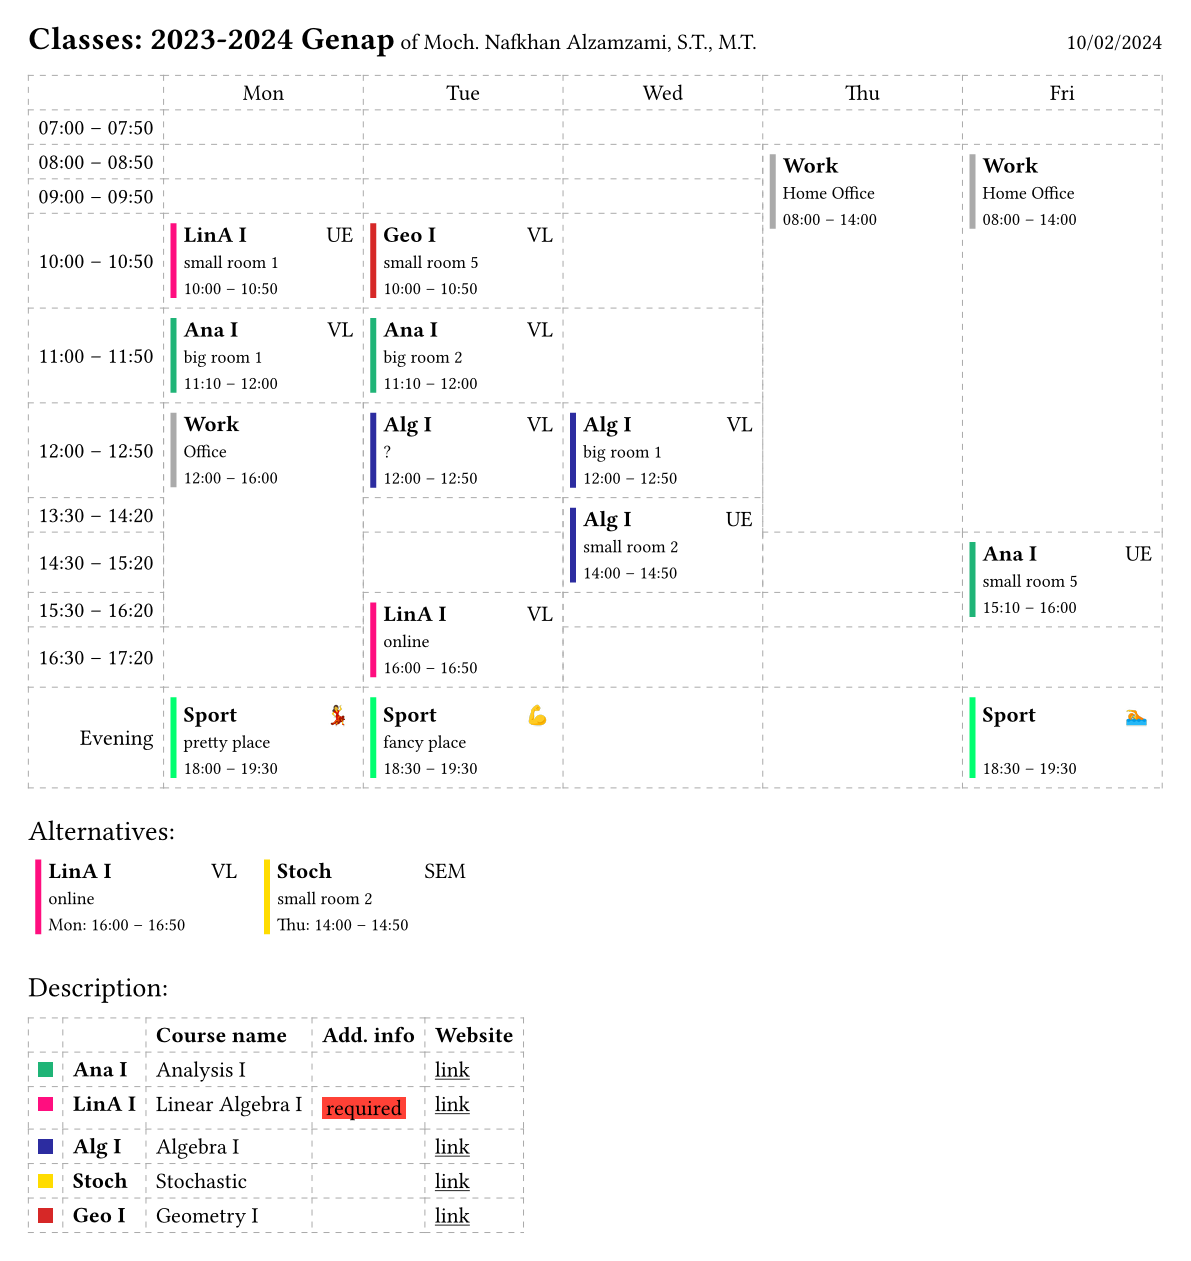 Classes: 2023-2024 Genap of Moch. Nafkhan Alzamzami, S.T., M.T. 10/02/2024
Mon Tue Wed Thu Fri
07:00 – 07:50
08:00 – 08:50
Work Work
Home Office Home Office
08:00 – 14:00 08:00 – 14:00
09:00 – 09:50
LinA I UE Geo I VL
10:00 – 10:50 small room 1 small room 5
10:00 – 10:50 10:00 – 10:50
Ana I VL Ana I VL
11:00 – 11:50 big room 1 big room 2
11:10 – 12:00 11:10 – 12:00
Work Alg I VL Alg I VL
12:00 – 12:50 Office ? big room 1
12:00 – 16:00 12:00 – 12:50 12:00 – 12:50
13:30 – 14:20 Alg I UE
small room 2
14:00 – 14:50
14:30 – 15:20 Ana I UE
small room 5
15:10 – 16:00
15:30 – 16:20 LinA I VL
online
16:00 – 16:50
16:30 – 17:20
Sport 💃 Sport 💪 Sport 🏊
Evening pretty place fancy place
18:00 – 19:30 18:30 – 19:30 18:30 – 19:30
Alternatives:
LinA I VL Stoch SEM
online small room 2
Mon: 16:00 – 16:50 Thu: 14:00 – 14:50
Description:
Course name Add. info Website
Ana I Analysis I link
LinA I Linear Algebra I required link
Alg I Algebra I link
Stoch Stochastic link
Geo I Geometry I link